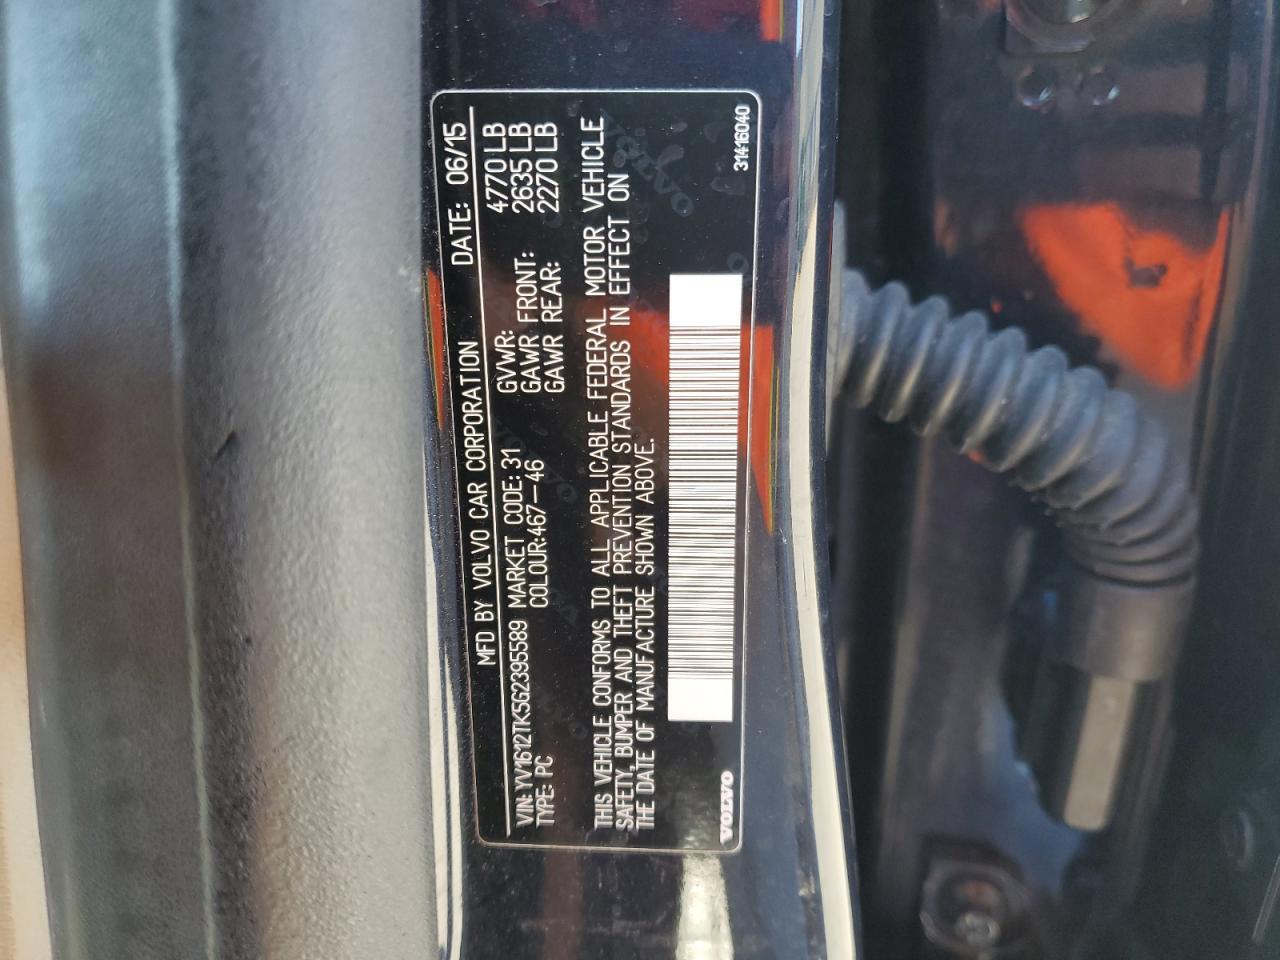 MFD BY VOLVO CAR CORPORATION DATE: 06/15
VIN: YV1612TK5G2395589 MARKET CODE: 31 GVWR: 4770 LB
TYPE: PC COLOUR:467-46 GAWR FRONT: 2635 LB
GAWR REAR: 2270 LB
THIS VEHICLE CONFORMS TO ALL APPLICABLE FEDERAL MOTOR VEHICLE
SAFETY, BUMPER AND THEFT PREVENTION STANDARDS IN EFFECT ON
THE DATE OF MANUFACTURE SHOWN ABOVE.
VOLVO 31416040